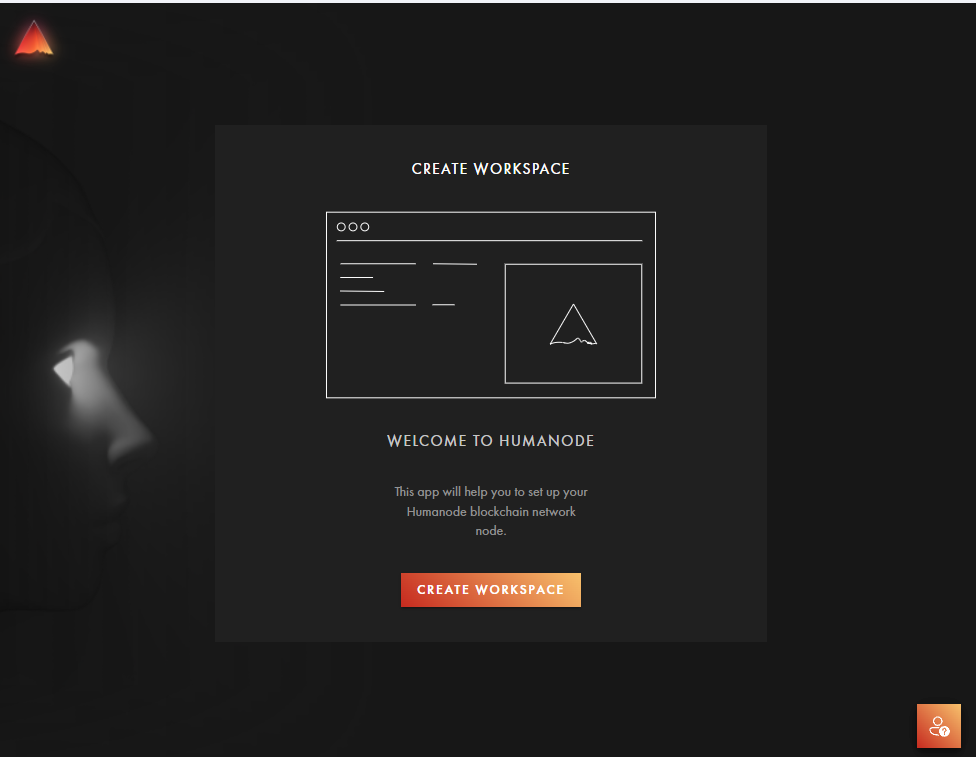 CREATE WORKSPACE
WELCOME TO HUMANODE
This app will help you to set up your
Humanode blockchain network
node.
CREATE WORKSPACE
?